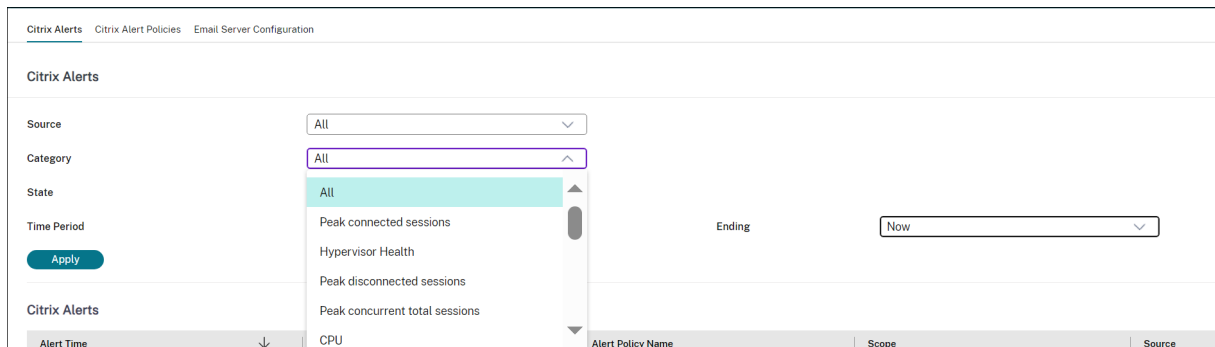 Citrix Alerts Citrix Alert Policies Email Server Configuration
Citrix Alerts
Source All
Category All
All
State
Peak connected sessions
Time Period Ending Now
Hypervisor Health
Apply
Peak disconnected sessions
Citrix Alerts Peak concurrent total sessions
CPU
Alert Time Alert Policy Name Scope Source